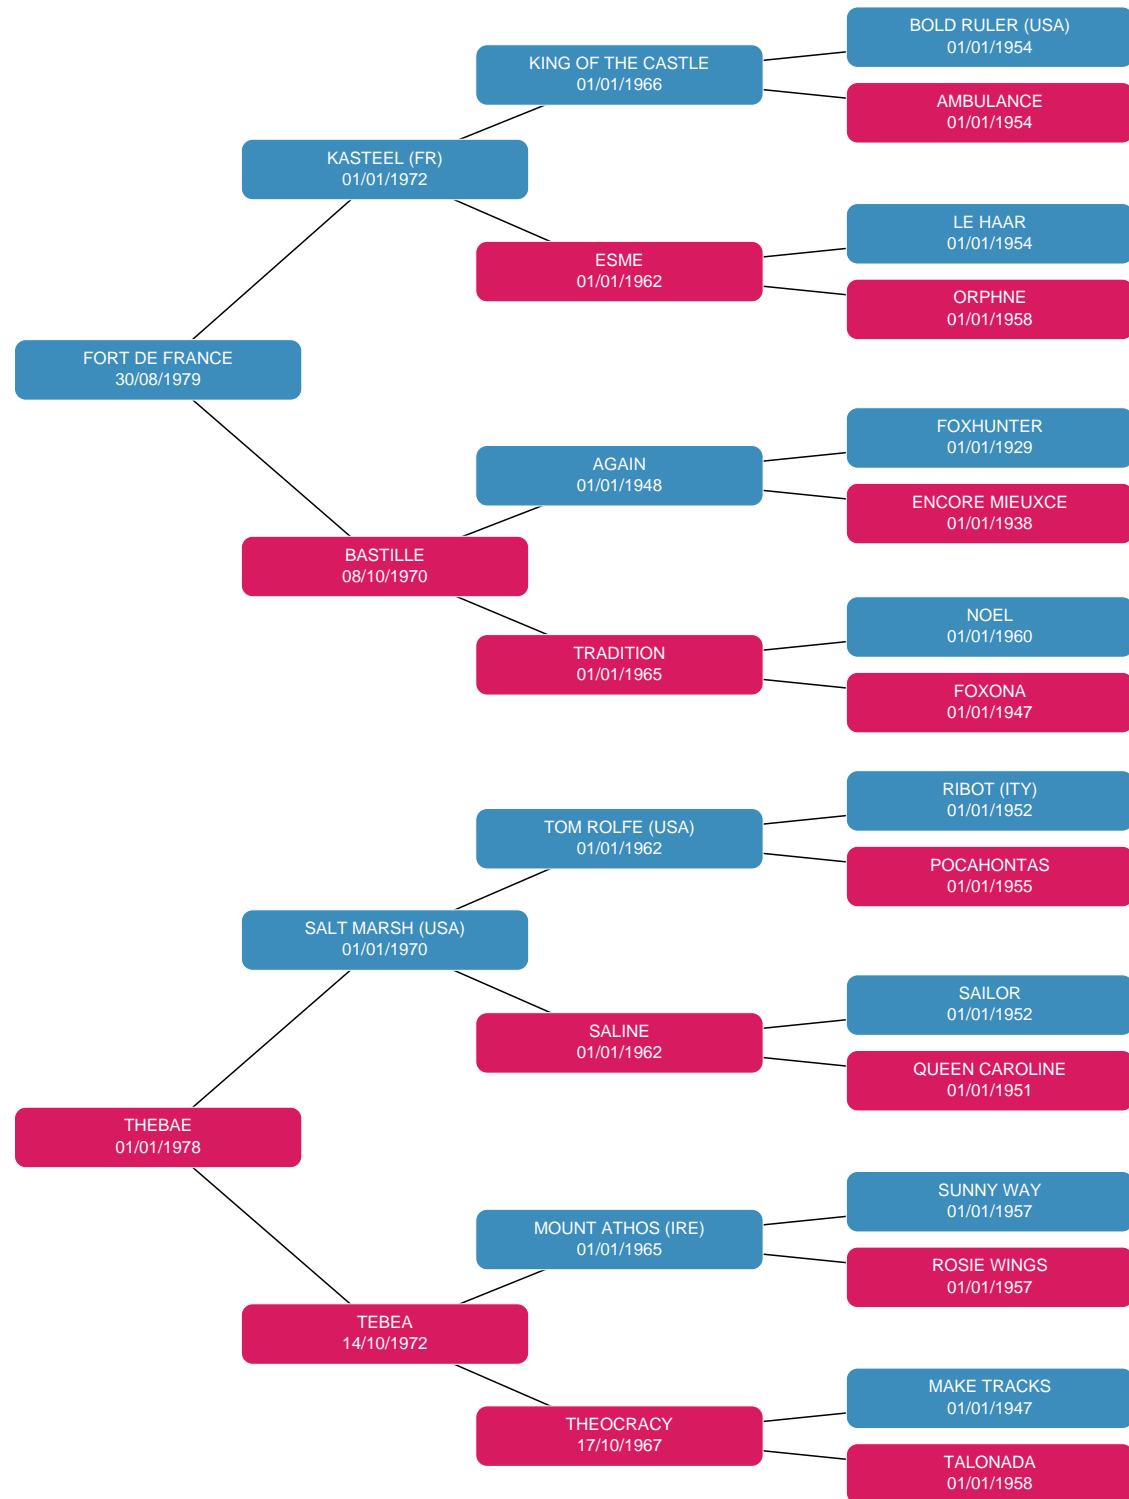 BOLD RULER (USA)
01/01/1954
KING OF THE CASTLE
01/01/1966
AMBULANCE
01/01/1954
KASTEEL (FR)
01/01/1972
LE HAAR
01/01/1954
ESME
01/01/1962
ORPHNE
01/01/1958
FORT DE FRANCE
30/08/1979
FOXHUNTER
01/01/1929
AGAIN
01/01/1948
ENCORE MIEUXCE
01/01/1938
BASTILLE
08/10/1970
NOEL
01/01/1960
TRADITION
01/01/1965
FOXONA
01/01/1947
RIBOT (ITY)
01/01/1952
TOM ROLFE (USA)
01/01/1962
POCAHONTAS
01/01/1955
SALT MARSH (USA)
01/01/1970
SAILOR
01/01/1952
SALINE
01/01/1962
QUEEN CAROLINE
01/01/1951
THEBAE
01/01/1978
SUNNY WAY
01/01/1957
MOUNT ATHOS (IRE)
01/01/1965
ROSIE WINGS
01/01/1957
TEBEA
14/10/1972
MAKE TRACKS
01/01/1947
THEOCRACY
17/10/1967
TALONADA
01/01/1958